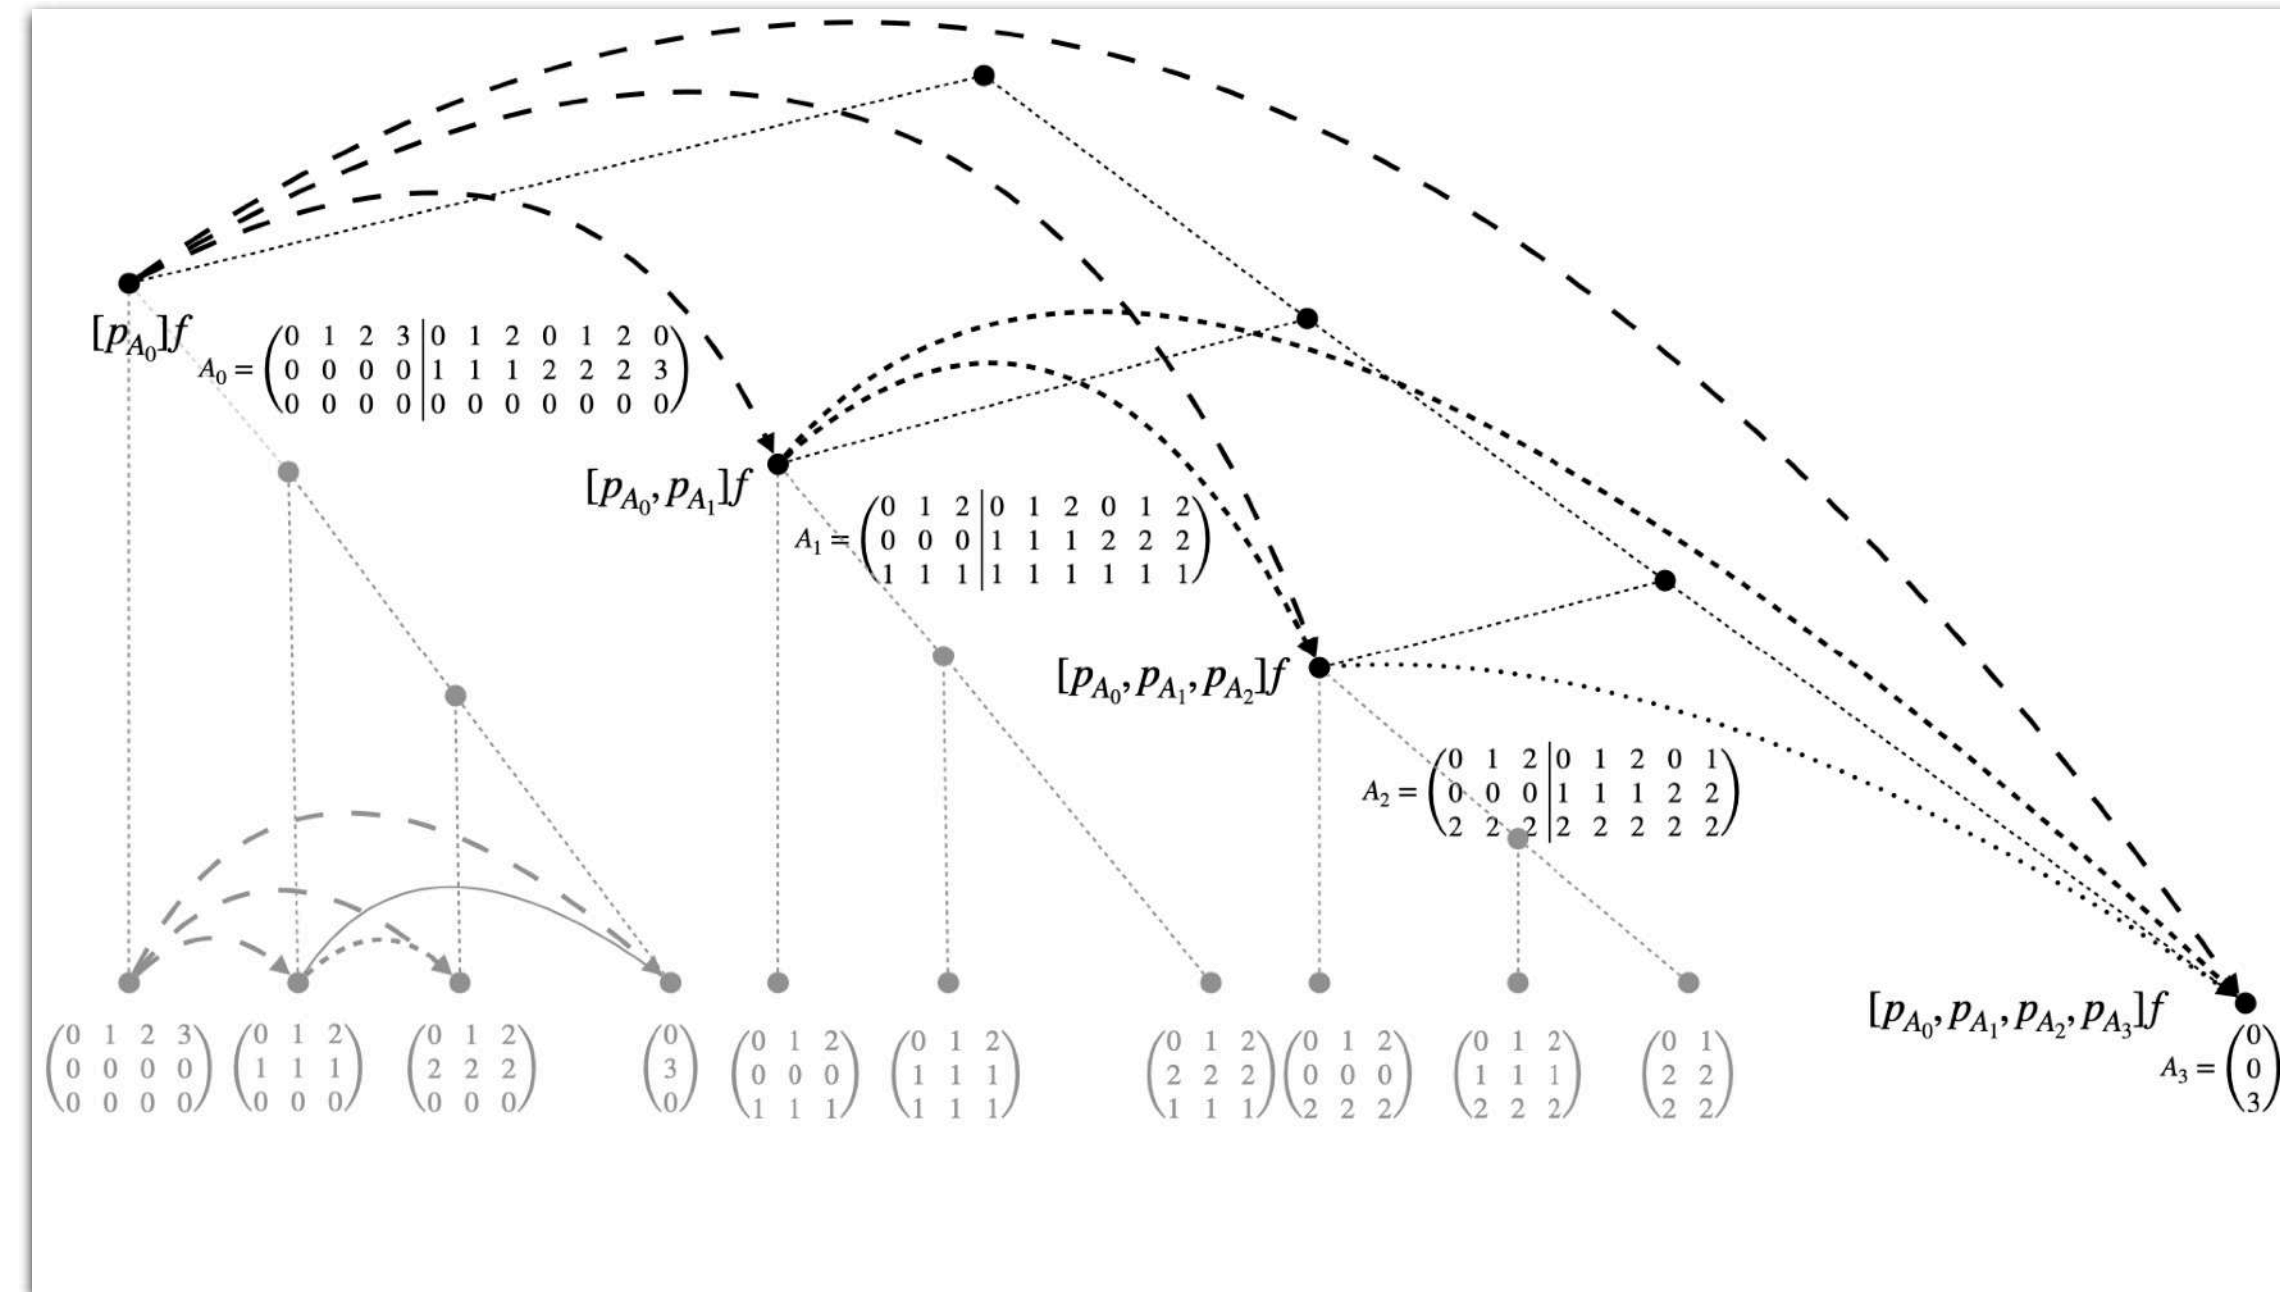 [p_{A_0}]f
A_0 = (0 1 2 3 | 0 1 2 0 1 2 0
0 0 0 0 | 1 1 1 2 2 2 3
0 0 0 0 | 0 0 0 0 0 0 0)
[p_{A_0}, p_{A_1}]f
A_1 = (0 1 2 | 0 1 2 0 1 2
0 0 0 | 1 1 1 2 2 2
1 1 1 | 1 1 1 1 1 1)
[p_{A_0}, p_{A_1}, p_{A_2}]f
A_2 = (0 1 2 | 0 1 2 0 1
0 0 0 | 1 1 1 2 2
2 2 2 | 2 2 2 2 2)
[p_{A_0}, p_{A_1}, p_{A_2}, p_{A_3}]f
A_3 = (0
0
3)
(0 1 2 3
0 0 0 0
0 0 0 0)
(0 1 2
1 1 1
0 0 0)
(0 1 2
2 2 2
0 0 0)
(0
3
0)
(0 1 2
0 0 0
1 1 1)
(0 1 2
1 1 1
1 1 1)
(0 1 2
2 2 2
1 1 1)
(0 1 2
0 0 0
2 2 2)
(0 1 2
1 1 1
2 2 2)
(0 1
2 2
2 2)